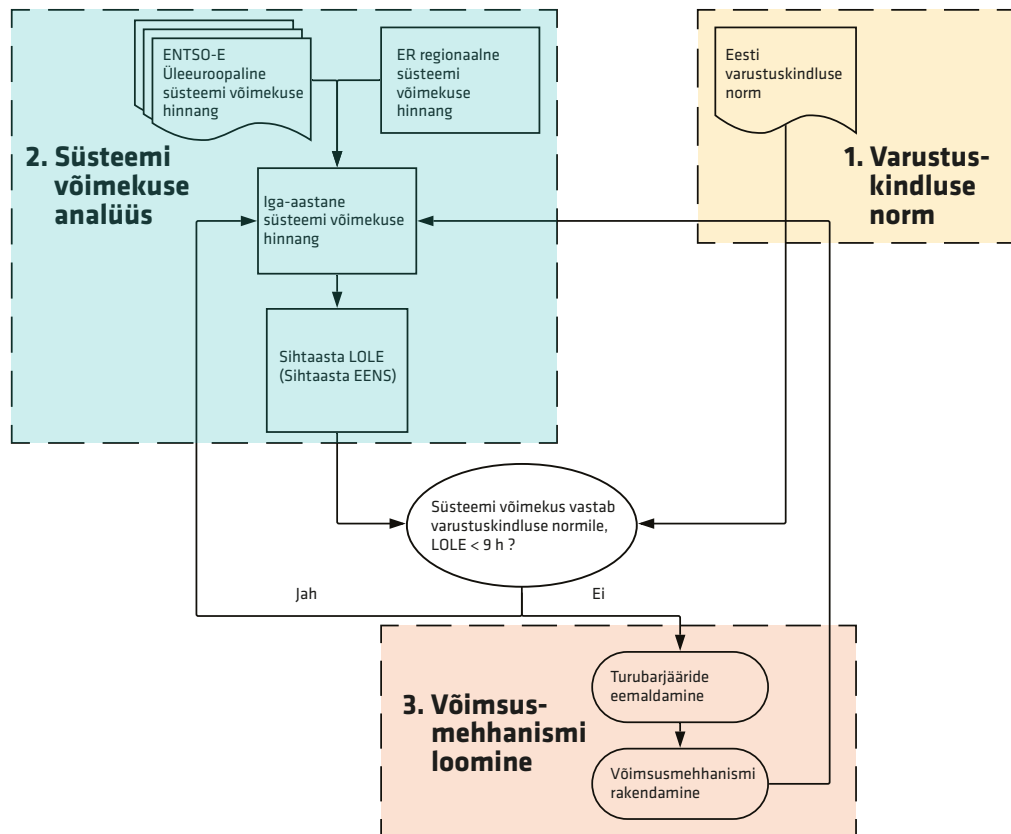 ENTSO-E
Üleeuroopaline
süsteemi võimekuse
hinnang
ER regionaalne
süsteemi
võimekuse
hinnang
Eesti
varustuskindluse
norm
2. Süsteemi
võimekuse
analüüs
1. Varustus-
kindluse
norm
Iga-aastane
süsteemi võimekuse
hinnang
Sihtaasta LOLE
(Sihtaasta EENS)
Süsteemi võimekus vastab
varustuskindluse normile,
LOLE < 9 h ?
Jah
Ei
3. Võimsus-
mehhanismi
loomine
Turubarjääride
eemaldamine
Võimsusmehhanismi
rakendamine